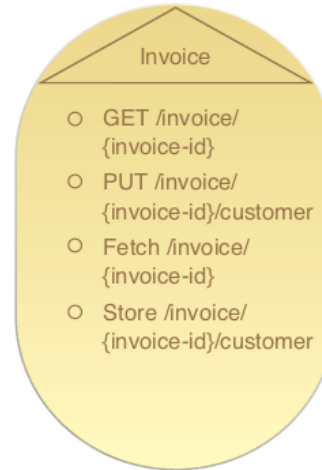 Invoice
GET /invoice/
{invoice-id}
PUT /invoice/
{invoice-id}/customer
Fetch /invoice/
{invoice-id}
Store /invoice/
{invoice-id}/customer